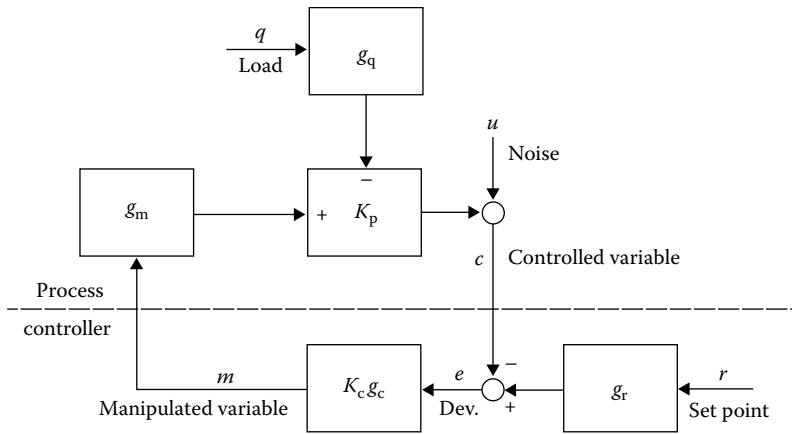 q
Load
g_q
u
Noise
g_m
−
+
K_p
c
Controlled variable
Process
controller
m
Manipulated variable
K_c g_c
e
Dev.
−
+
g_r
r
Set point